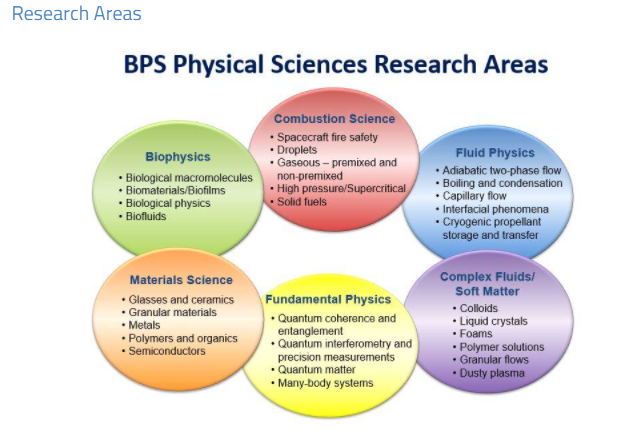 Research Areas
BPS Physical Sciences Research Areas
Biophysics
• Biological macromolecules
• Biomaterials/Biofilms
• Biological physics
• Biofluids
Combustion Science
• Spacecraft fire safety
• Droplets
• Gaseous – premixed and
non-premixed
• High pressure/Supercritical
• Solid fuels
Fluid Physics
• Adiabatic two-phase flow
• Boiling and condensation
• Capillary flow
• Interfacial phenomena
• Cryogenic propellant
storage and transfer
Materials Science
• Glasses and ceramics
• Granular materials
• Metals
• Polymers and organics
• Semiconductors
Fundamental Physics
• Quantum coherence and
entanglement
• Quantum interferometry and
precision measurements
• Quantum matter
• Many-body systems
Complex Fluids/
Soft Matter
• Colloids
• Liquid crystals
• Foams
• Polymer solutions
• Granular flows
• Dusty plasma